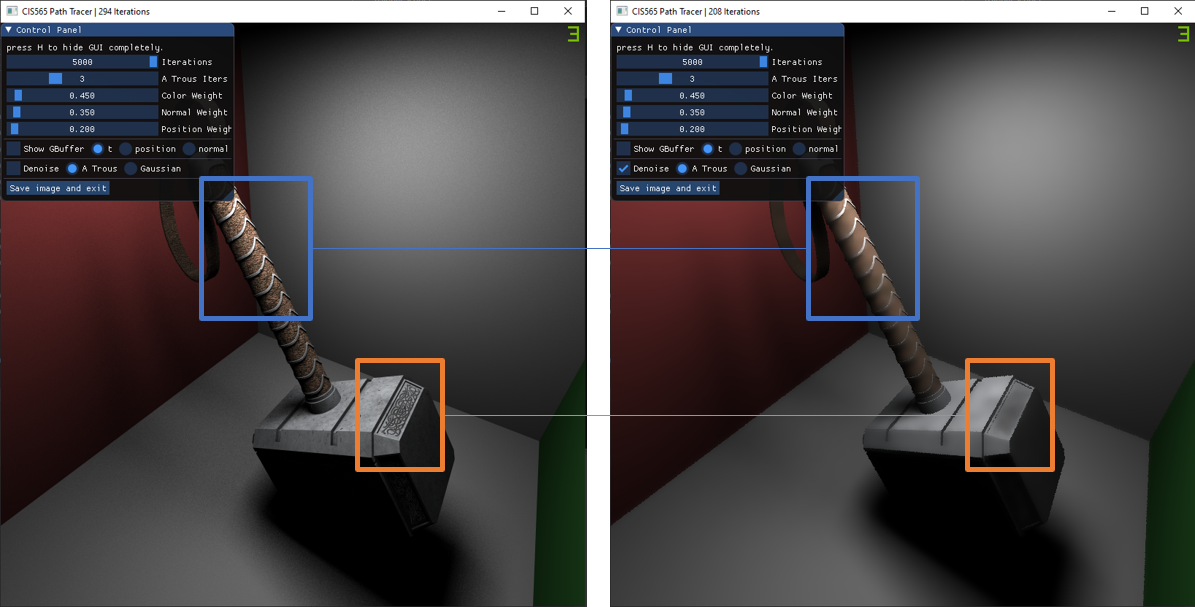 CIS565 Path Tracer | 294 Iterations
3
Control Panel
press H to hide GUI completely.
5000 Iterations
3 A Trous Iters
0.450 Color Weight
0.350 Normal Weight
0.200 Position Weigh
Show GBuffer t position normal
Denoise A Trous Gaussian
Save image and exit
CIS565 Path Tracer | 208 Iterations
3
Control Panel
press H to hide GUI completely.
5000 Iterations
3 A Trous Iters
0.450 Color Weight
0.350 Normal Weight
0.200 Position Weigh
Show GBuffer t position normal
Denoise A Trous Gaussian
Save image and exit